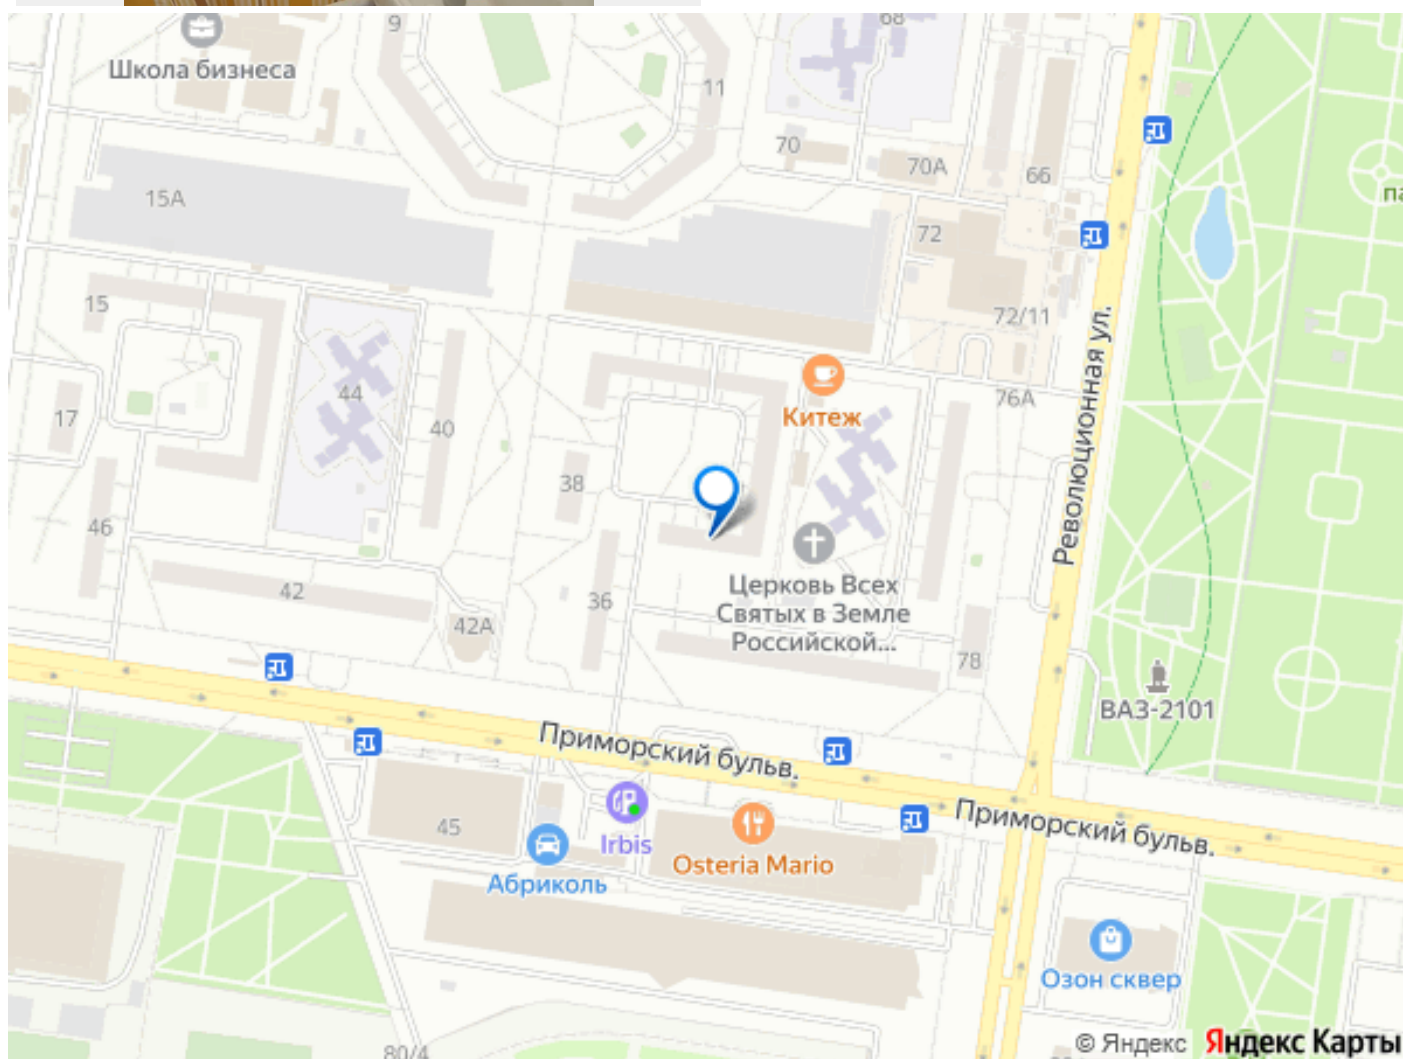 9
68
Школа бизнеса
11
70
70А
66
па
15А
72
15
72/11
Революционная ул.
44
Китеж
76А
17
40
38
46
Церковь Всех
Святых в Земле
Российской...
42
36
42А
78
ВАЗ-2101
Приморский бульв.
Приморский бульв.
45
Irbis
Osteria Mario
Абриколь
Озон сквер
80/4
© Яндекс Яндекс Карты